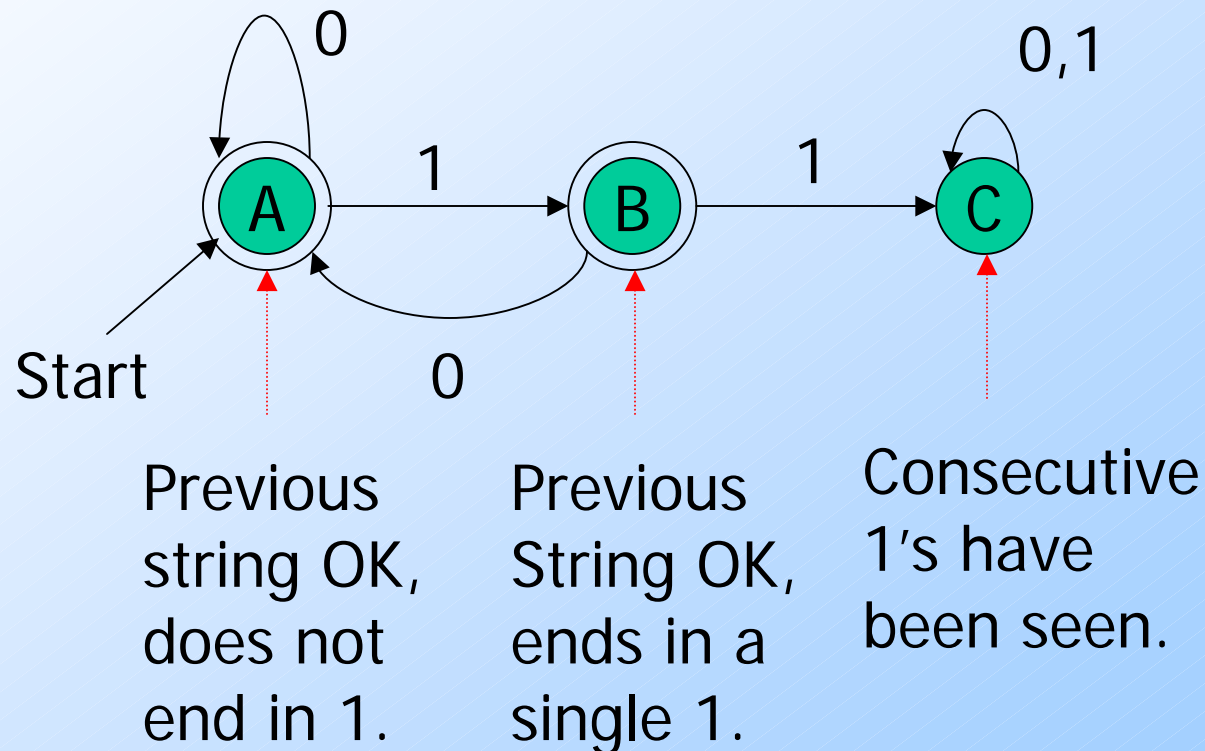 0
0,1
1
1
A
B
C
Start
0
Previous
string OK,
does not
end in 1.
Previous
String OK,
ends in a
single 1.
Consecutive
1's have
been seen.